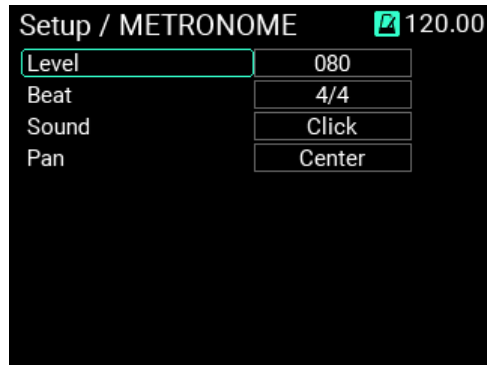 Setup / METRONOME 120.00
Level 080
Beat 4/4
Sound Click
Pan Center